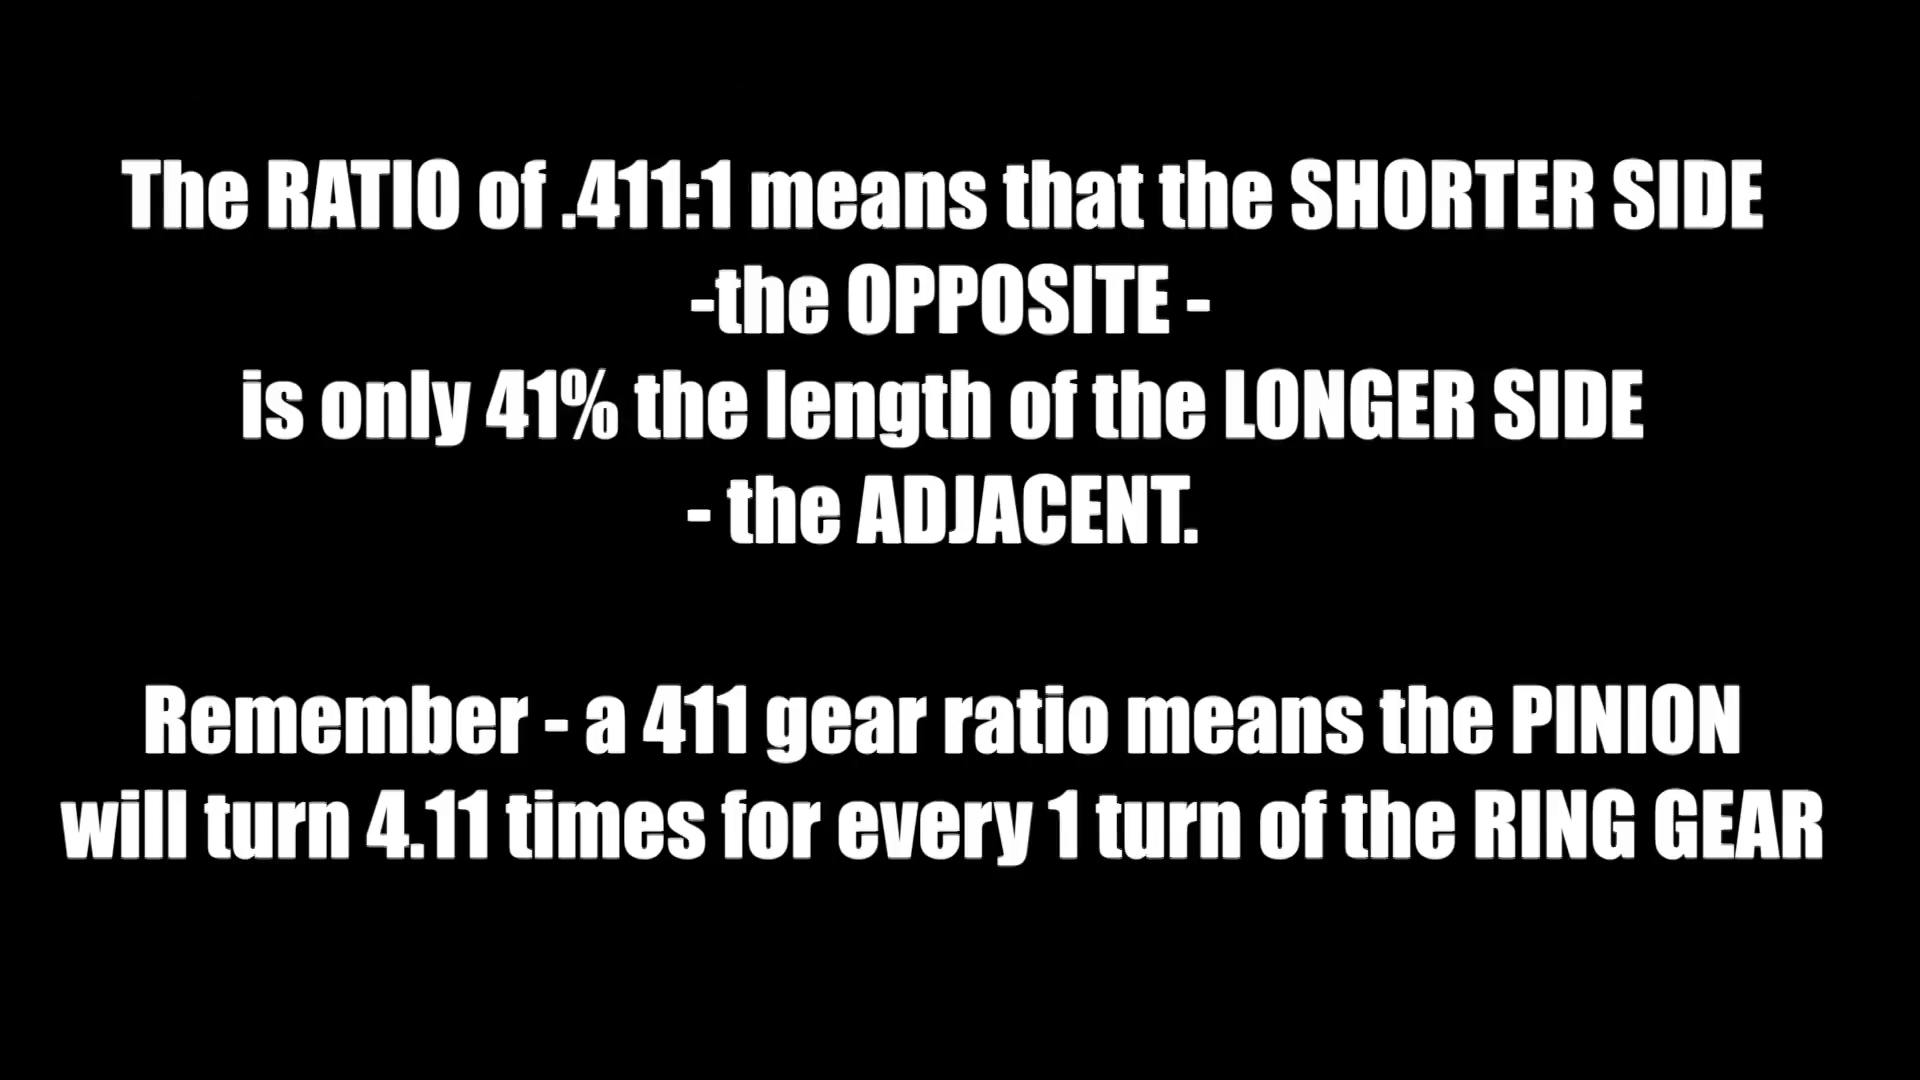 The RATIO of .411:1 means that the SHORTER SIDE
-the OPPOSITE -
is only 41% the length of the LONGER SIDE
- the ADJACENT.
Remember - a 411 gear ratio means the PINION
will turn 4.11 times for every 1 turn of the RING GEAR